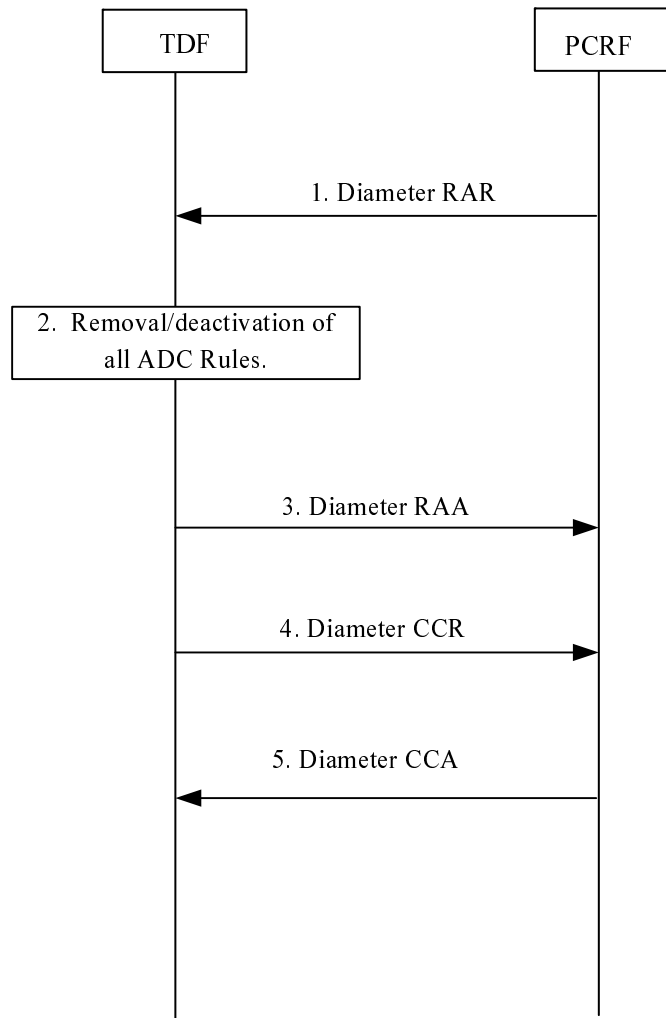 TDF
PCRF
1. Diameter RAR
2. Removal/deactivation of
all ADC Rules.
3. Diameter RAA
4. Diameter CCR
5. Diameter CCA